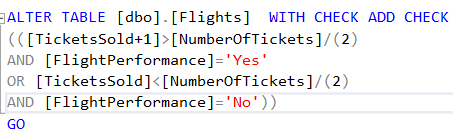 ALTER TABLE [dbo].[Flights]  WITH CHECK ADD CHECK
(([TicketsSold+1]>[NumberOfTickets]/(2)
AND [FlightPerformance]='Yes'
OR [TicketsSold]<[NumberOfTickets]/(2)
AND [FlightPerformance]='No'))
GO